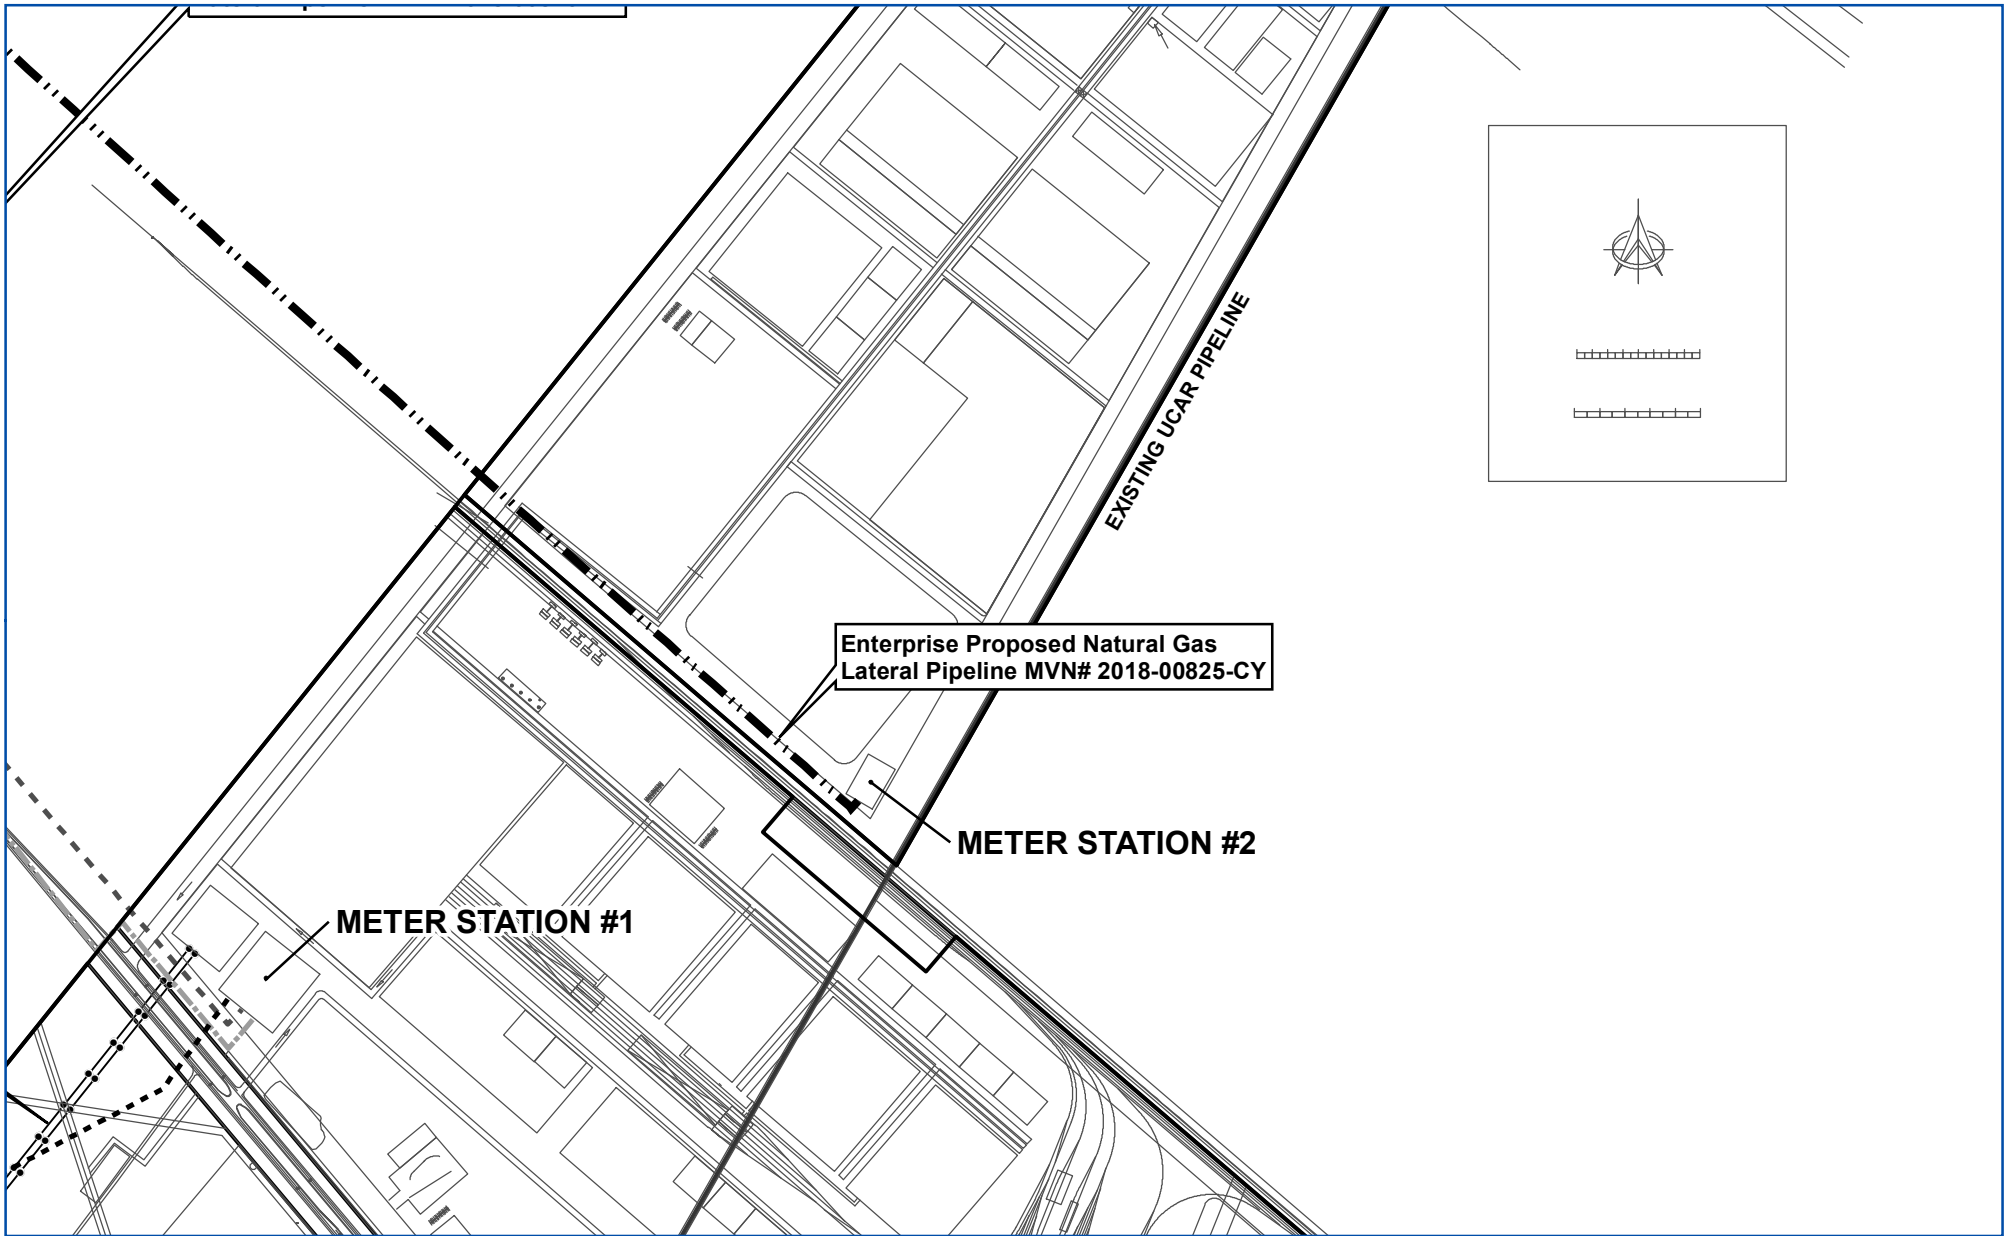 EXISTING UCAR PIPELINE
Enterprise Proposed Natural Gas
Lateral Pipeline MVN# 2018-00825-CY
METER STATION #2
METER STATION #1